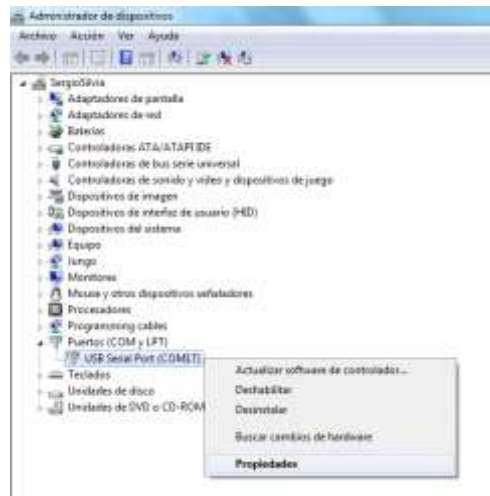 Administrador de dispositivos
Archivo Acción Ver Ayuda
SergioSilvia
Adaptadores de pantalla
Adaptadores de red
Baterías
Controladoras ATA/ATAPI IDE
Controladoras de bus serie universal
Controladoras de sonido y video y dispositivos de juego
Dispositivos de imagen
Dispositivos de interfaz de usuario (HID)
Dispositivos del sistema
Equipo
Jungo
Monitores
Mouse y otros dispositivos señaladores
Procesadores
Programming cables
Puertos (COM y LPT)
USB Serial Port
Teclados
Unidades de disco
Unidades de DVD o CD-ROM
Actualizar software de controlador...
Deshabilitar
Desinstalar
Buscar cambios de hardware
Propiedades